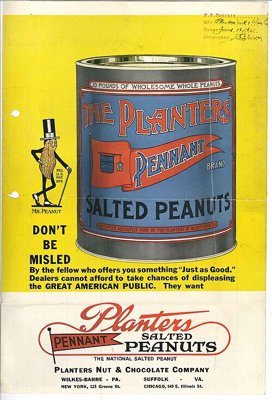 10 POUNDS OF WHOLESOME WHOLE PEANUTS
THE PLANTERS
PENNANT
BRAND
SALTED PEANUTS
MR. PEANUT
DON'T
BE
MISLED
By the fellow who offers you something "Just as Good."
Dealers cannot afford to take chances of displeasing
the GREAT AMERICAN PUBLIC. They want
Planters
PENNANT SALTED
PEANUTS
THE NATIONAL SALTED PEANUT
PLANTERS NUT & CHOCOLATE COMPANY
WILKES-BARRE - PA. SUFFOLK - VA.
NEW YORK, 125 Greene St. CHICAGO, 541 E. Illinois St.